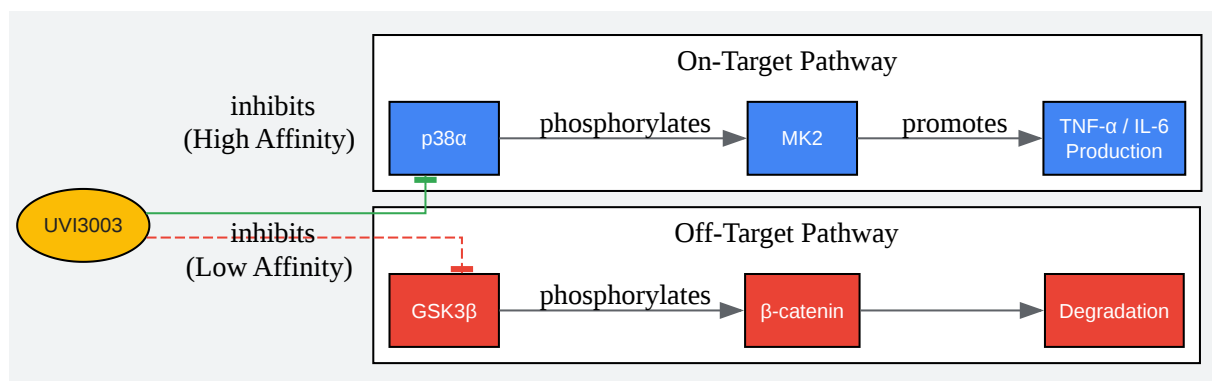 On-Target Pathway
inhibits
(High Affinity)
p38α
phosphorylates
MK2
promotes
TNF-α / IL-6
Production
UVI3003
inhibits
(Low Affinity)
Off-Target Pathway
GSK3β
phosphorylates
β-catenin
Degradation